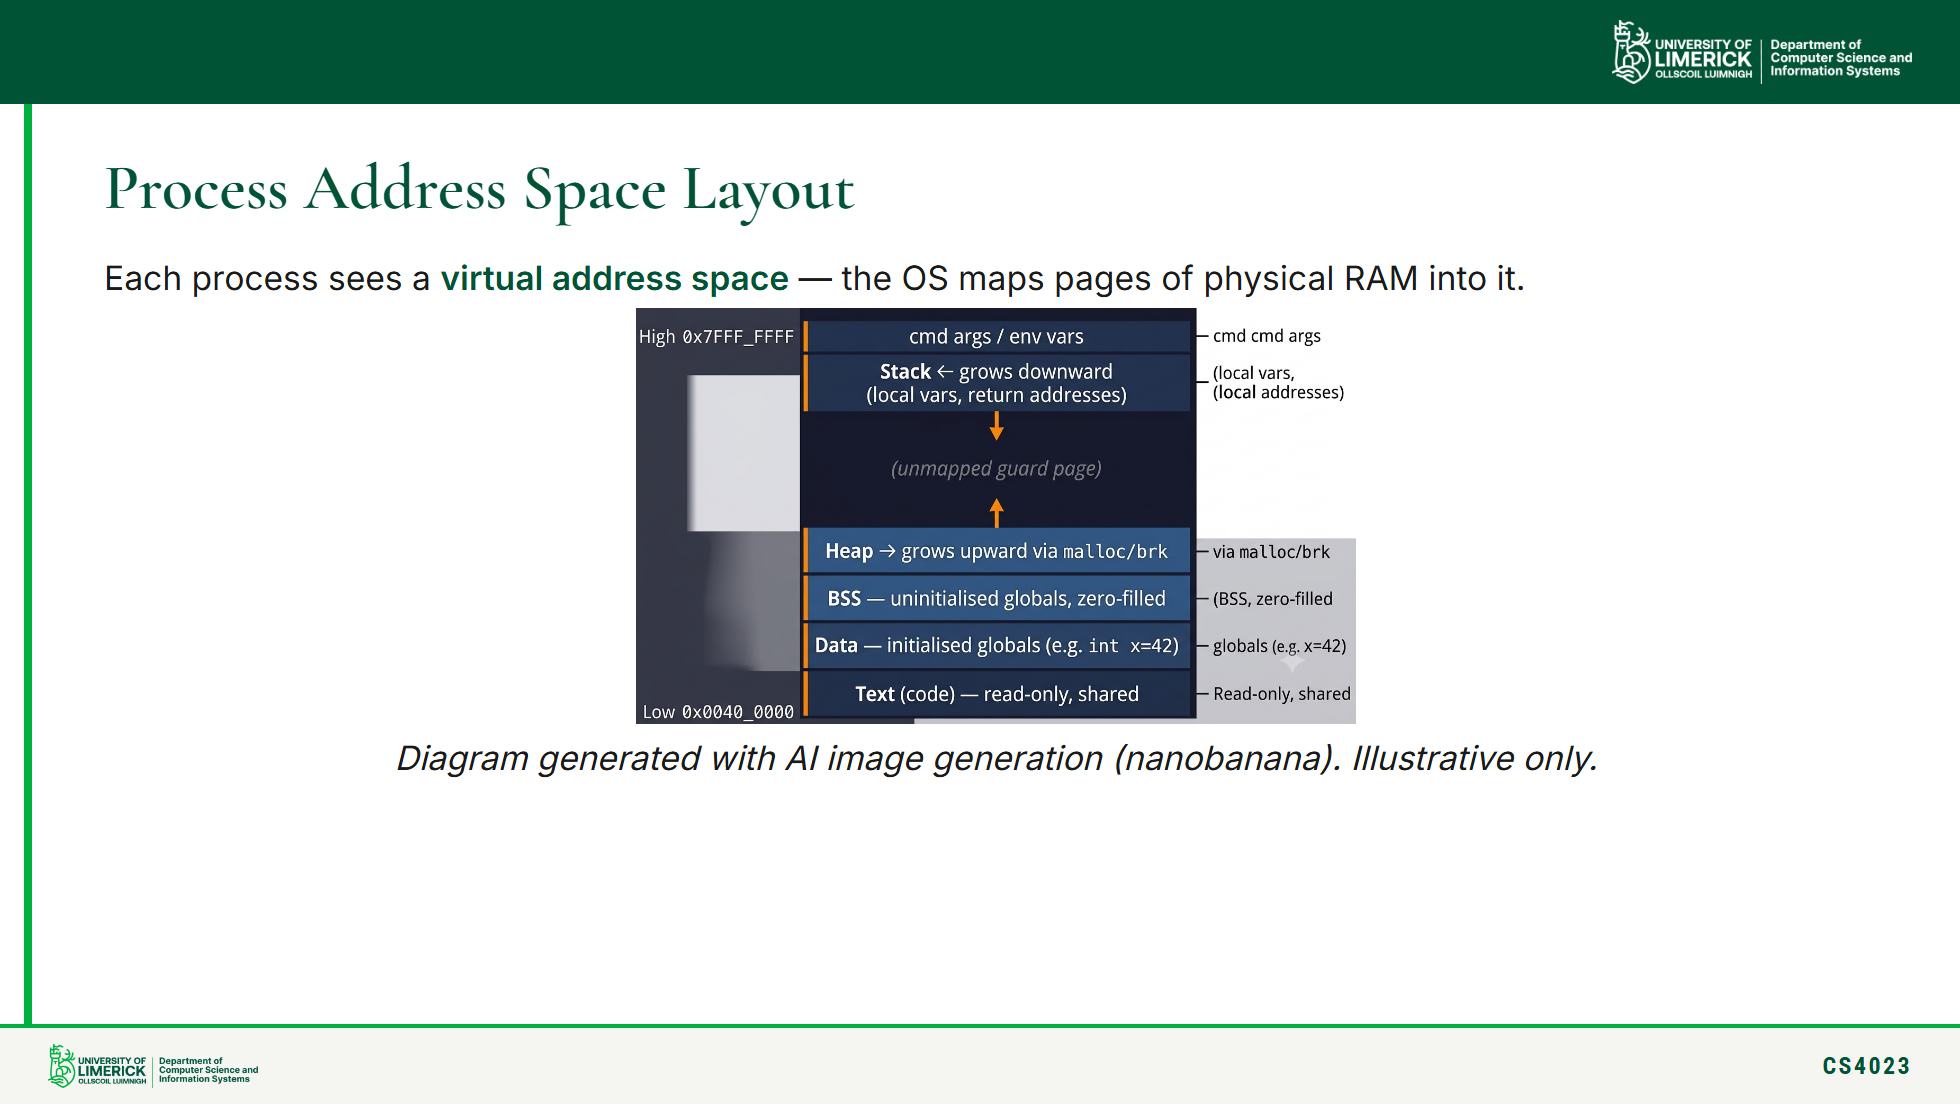 UNIVERSITY OF
LIMERICK
OLLSCOIL LUIMNIGH
Department of
Computer Science and
Information Systems
Process Address Space Layout
Each process sees a virtual address space — the OS maps pages of physical RAM into it.
High 0x7FFF_FFFF
cmd args / env vars
cmd cmd args
Stack ← grows downward
(local vars, return addresses)
(local vars,
(local addresses)
(unmapped guard page)
Heap → grows upward via malloc/brk
via malloc/brk
BSS — uninitialised globals, zero-filled
(BSS, zero-filled
Data — initialised globals (e.g. int x=42)
globals (e.g. x=42)
Text (code) — read-only, shared
Read-only, shared
Low 0x0040_0000
Diagram generated with AI image generation (nanobanana). Illustrative only.
UNIVERSITY OF
LIMERICK
OLLSCOIL LUIMNIGH
Department of
Computer Science and
Information Systems
CS4023